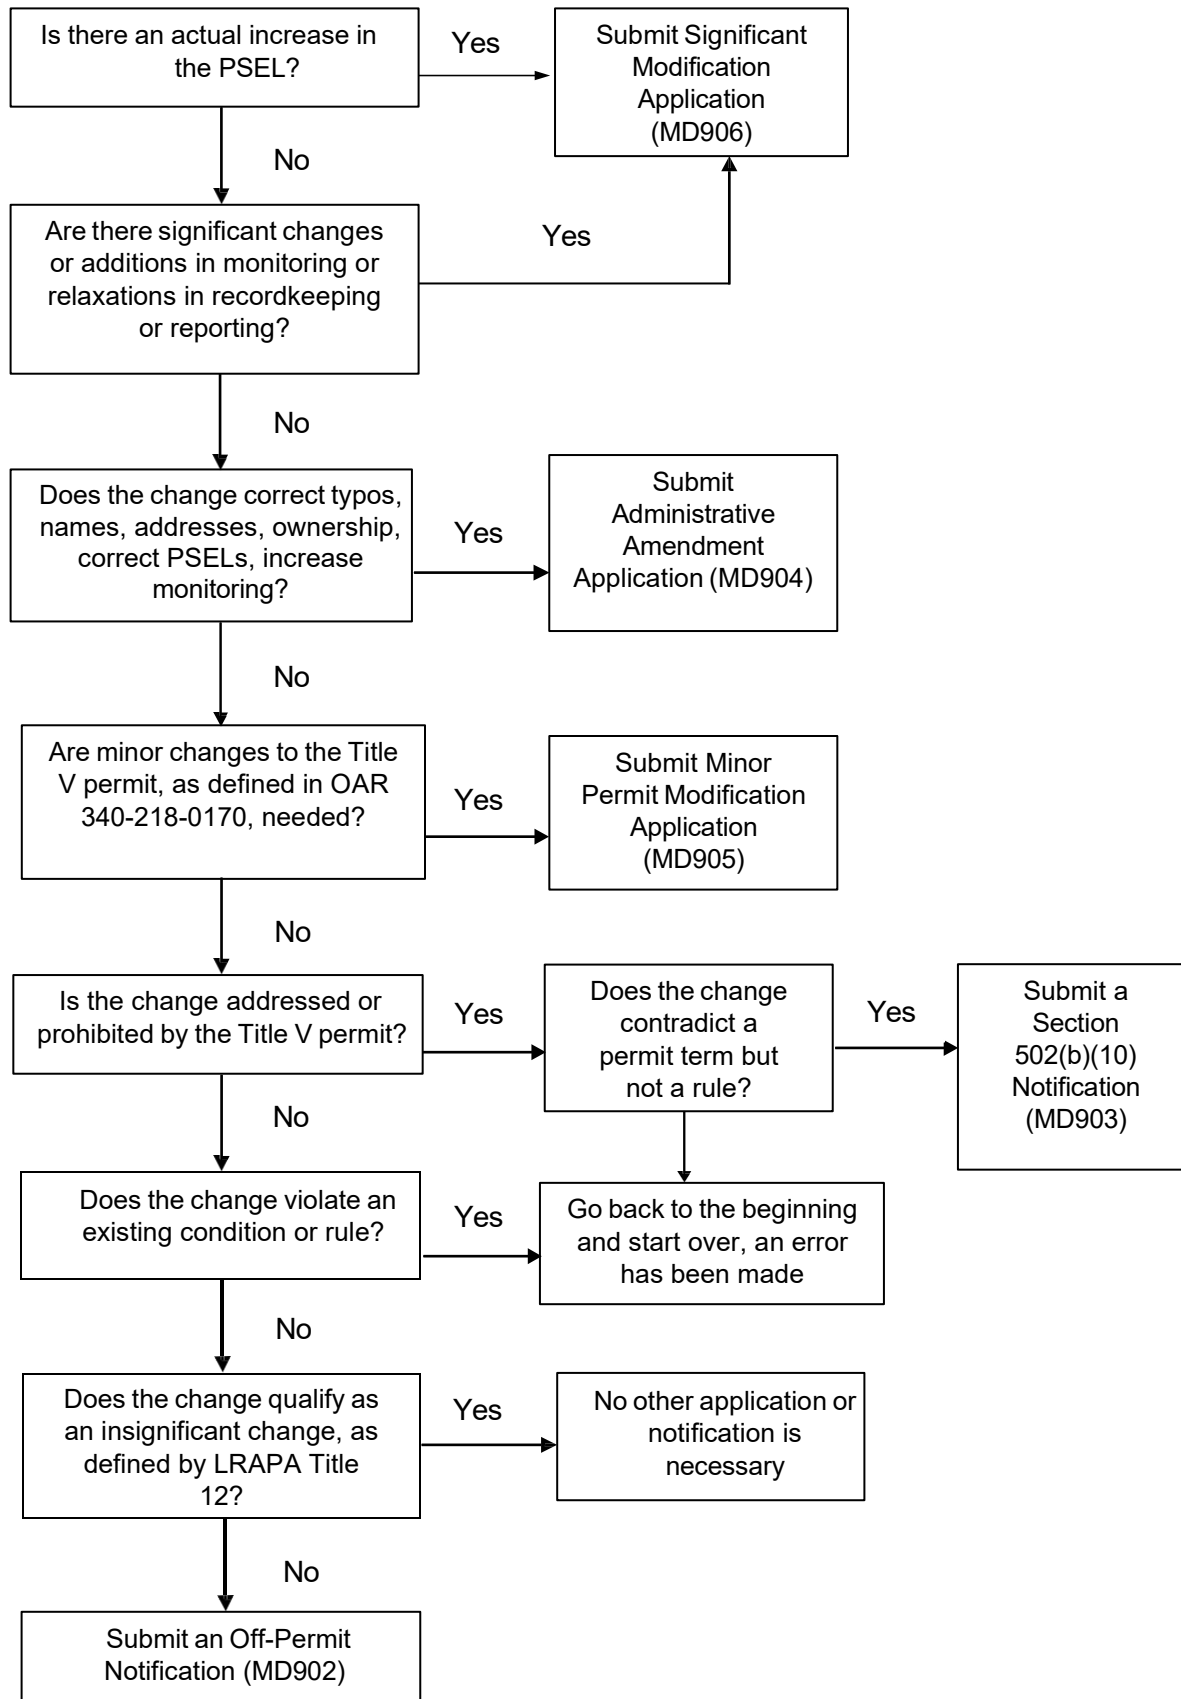 Is there an actual increase in
the PSEL?
Yes
Submit Significant
Modification
Application
(MD906)
No
Are there significant changes
or additions in monitoring or
relaxations in recordkeeping
or reporting?
Yes
No
Does the change correct typos,
names, addresses, ownership,
correct PSELs, increase
monitoring?
Yes
Submit
Administrative
Amendment
Application (MD904)
No
Are minor changes to the Title
V permit, as defined in OAR
340-218-0170, needed?
Yes
Submit Minor
Permit Modification
Application
(MD905)
No
Is the change addressed or
prohibited by the Title V permit?
Yes
Does the change
contradict a
permit term but
not a rule?
Yes
Submit a
Section
502(b)(10)
Notification
(MD903)
No
Does the change violate an
existing condition or rule?
Yes
Go back to the beginning
and start over, an error
has been made
No
Does the change qualify as
an insignificant change, as
defined by LRAPA Title
12?
Yes
No other application or
notification is
necessary
No
Submit an Off-Permit
Notification (MD902)